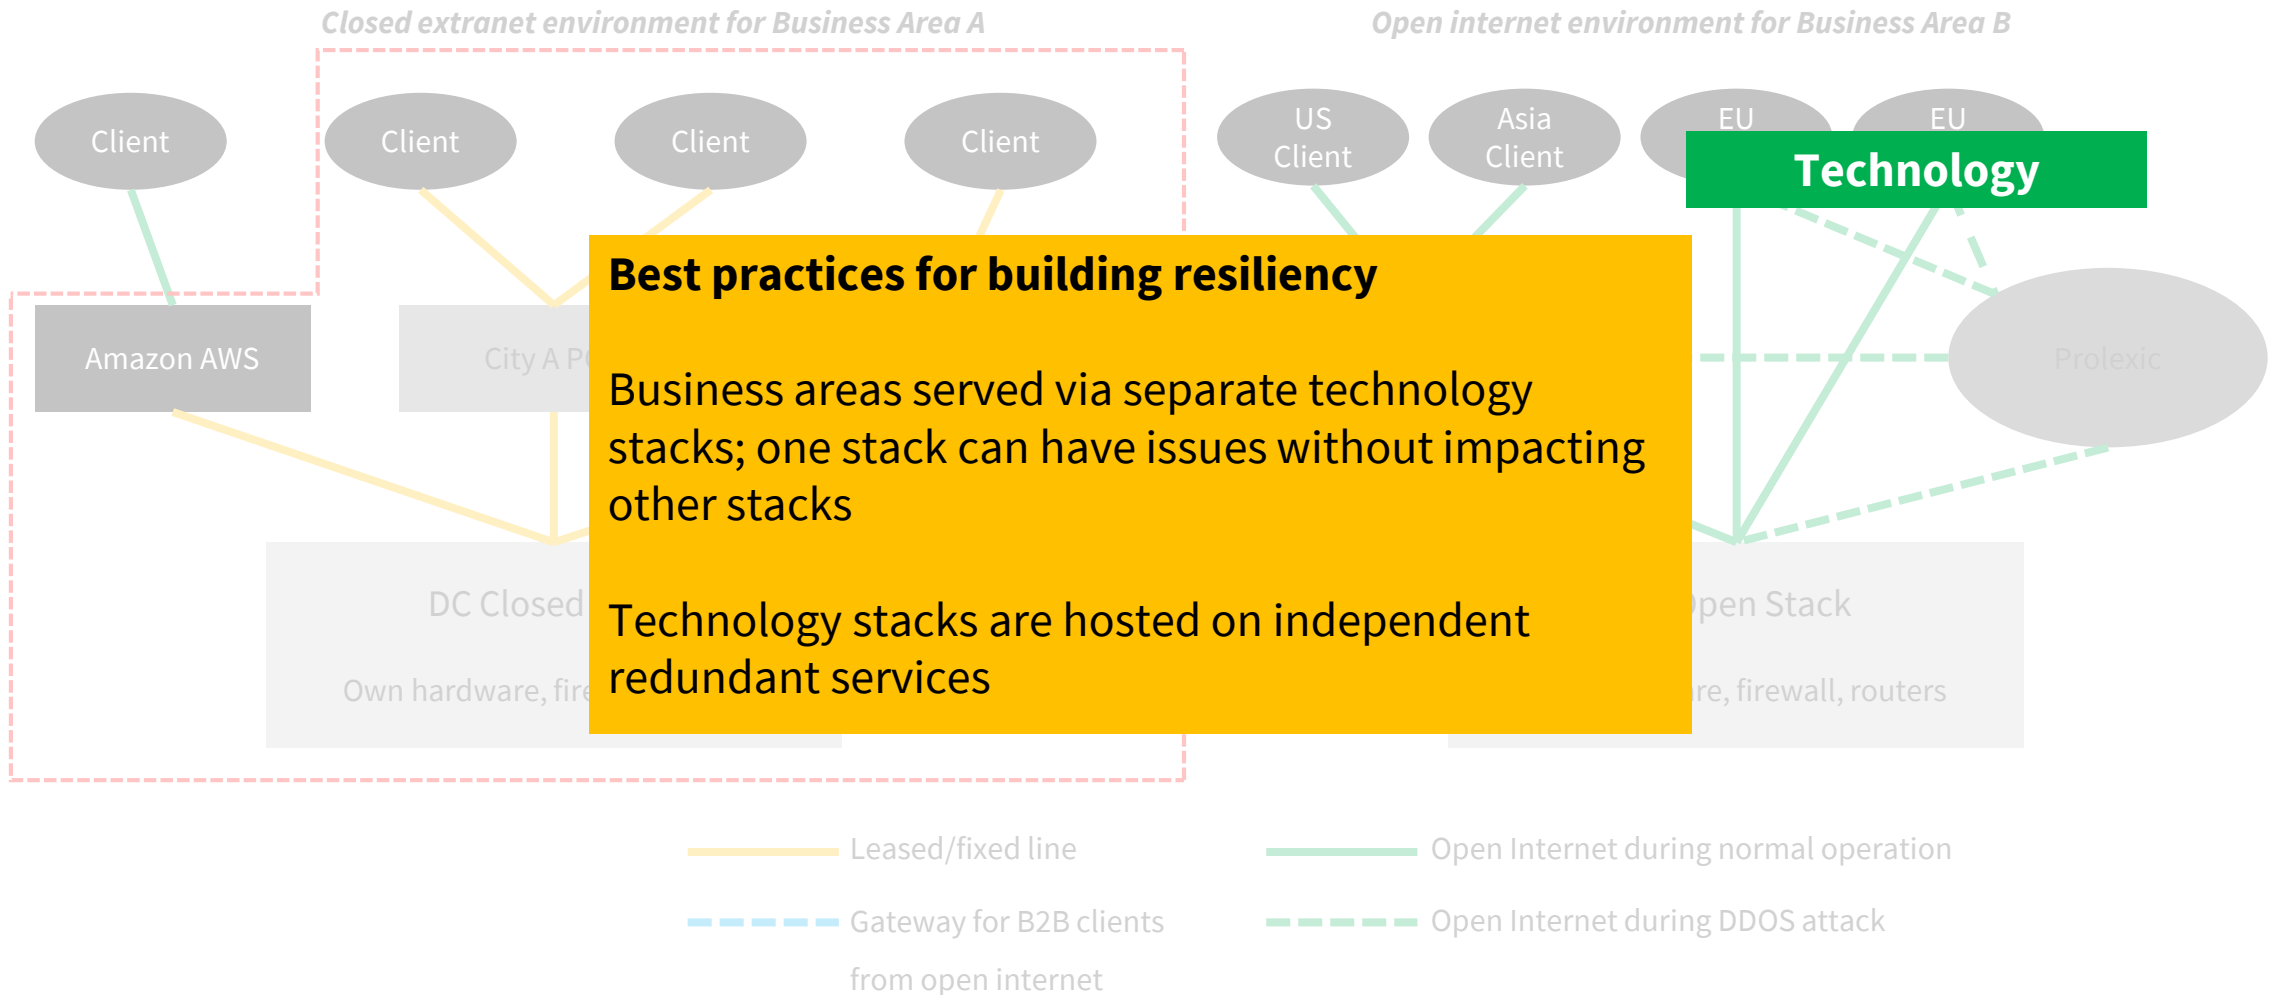 Closed extranet environment for Business Area A
Open internet environment for Business Area B
Client
Client
Client
Client
US
Client
Asia
Client
EU
EU
Technology
Best practices for building resiliency
Business areas served via separate technology
stacks; one stack can have issues without impacting
other stacks
Technology stacks are hosted on independent
redundant services
Amazon AWS
City A
Prolexic
DC Closed
Own hardware,
Open Stack
firewall, routers
Leased/fixed line
Open Internet during normal operation
Gateway for B2B clients
from open internet
Open Internet during DDOS attack